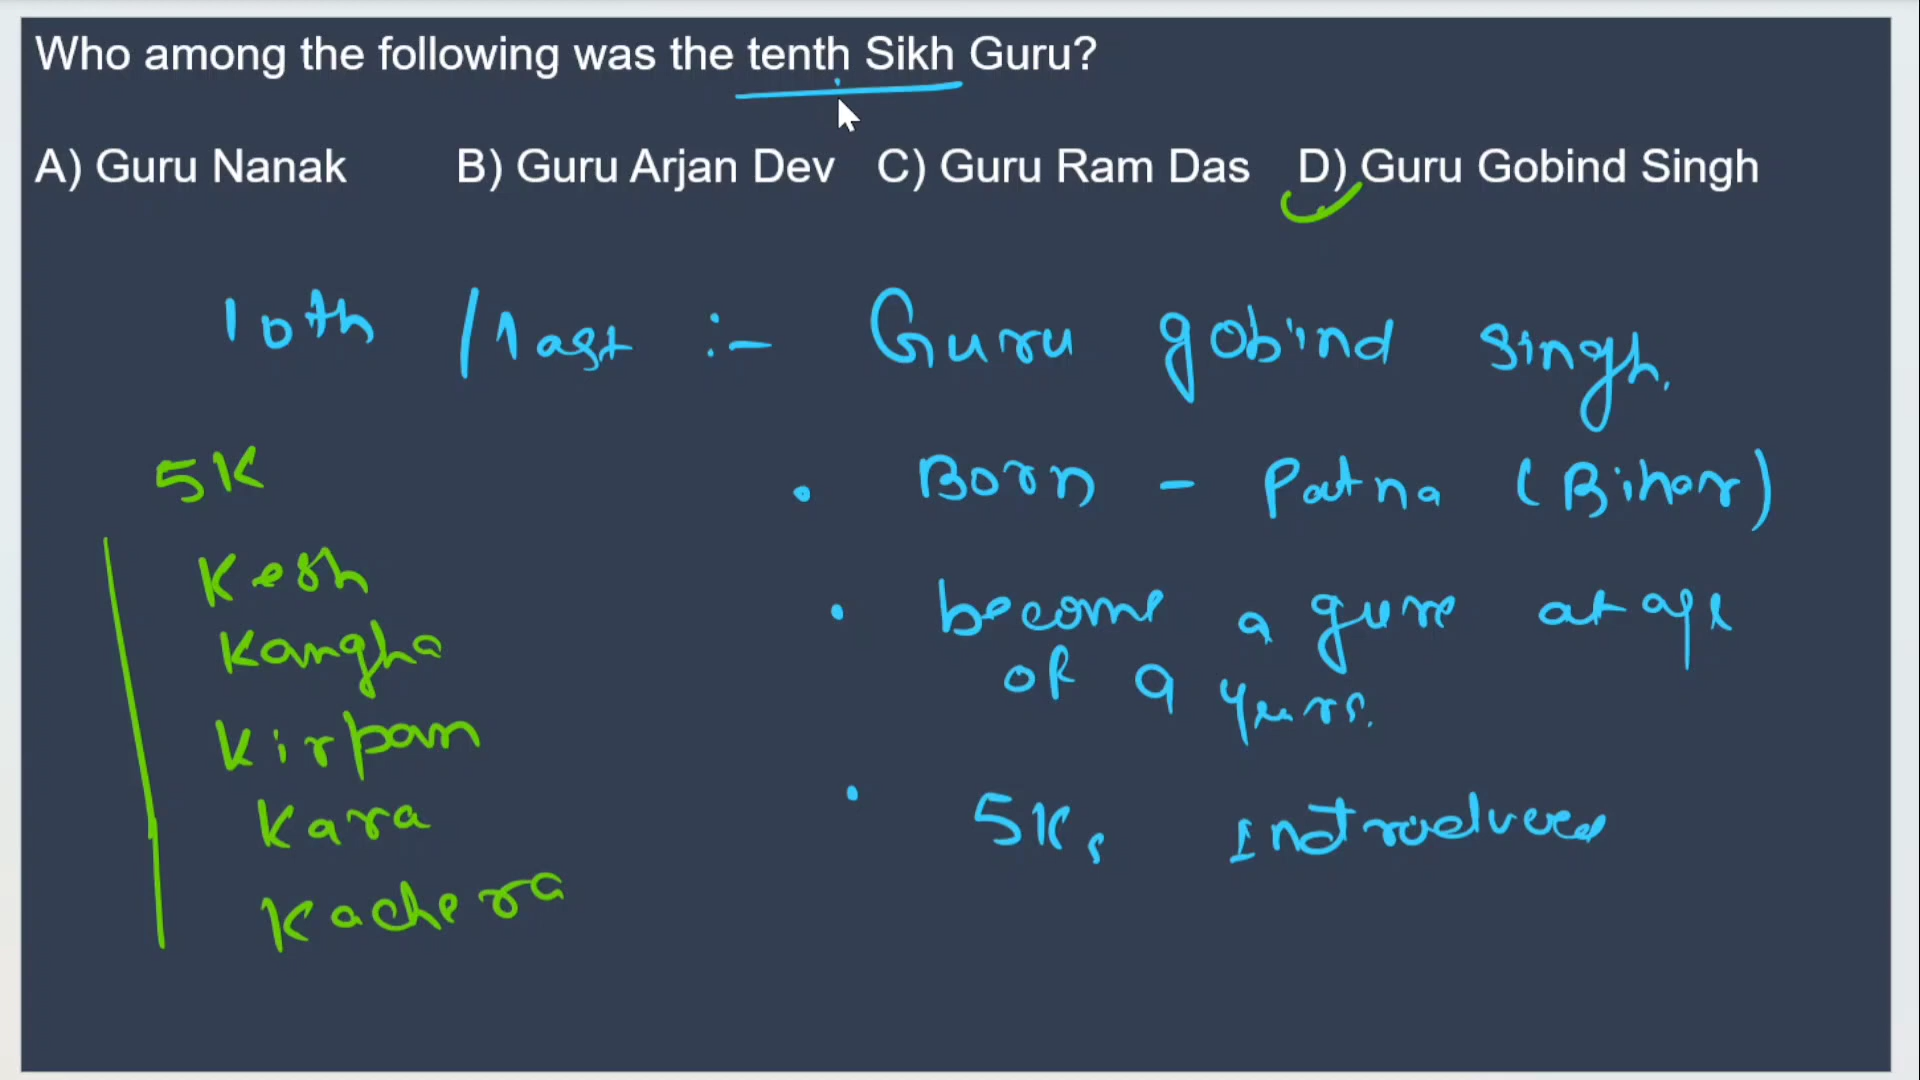 Who among the following was the tenth Sikh Guru?
A) Guru Nanak B) Guru Arjan Dev C) Guru Ram Das D) Guru Gobind Singh
10th / last :- Guru gobind singh.
5K
Kesh
Kangha
Kirpan
Kara
Kachera
• Born - Patna (Bihar)
• become a gure at age
of 9 years.
• 5Ks introduced